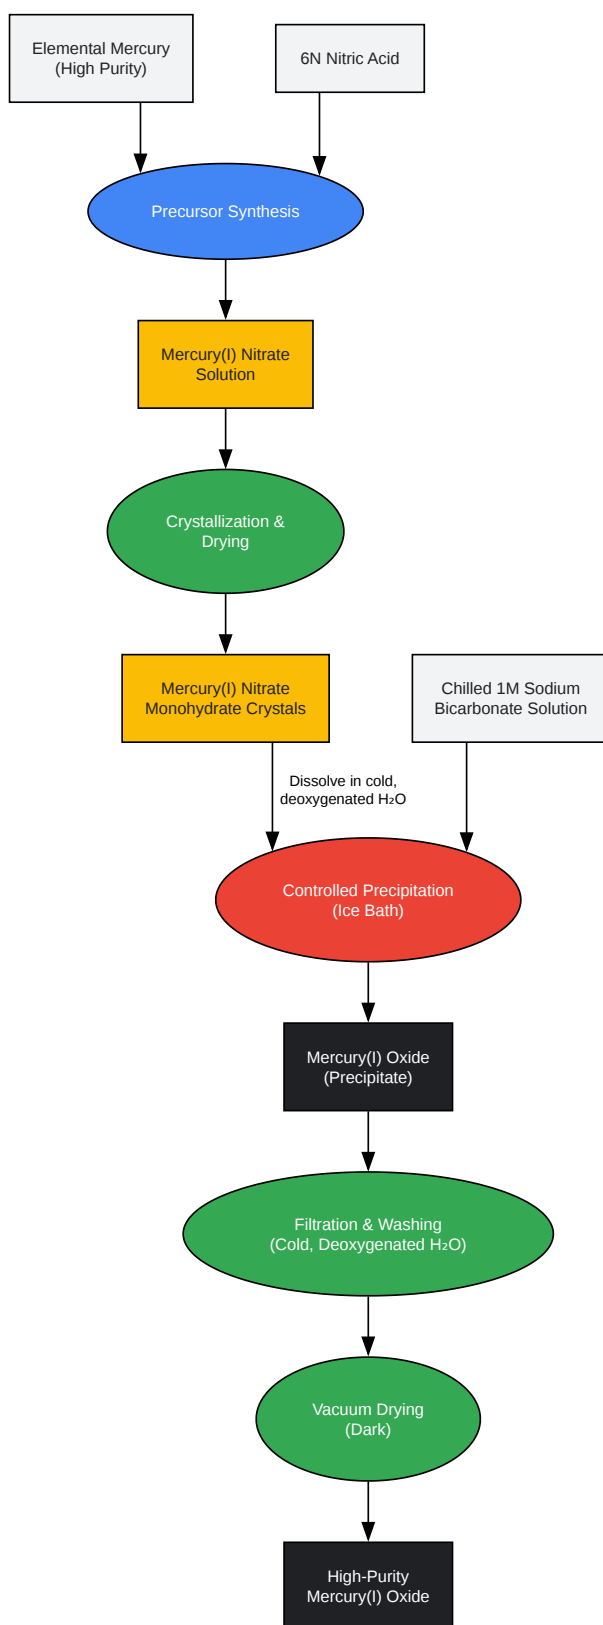 Elemental Mercury
(High Purity)
6N Nitric Acid
Precursor Synthesis
Mercury(I) Nitrate
Solution
Crystallization &
Drying
Mercury(I) Nitrate
Monohydrate Crystals
Chilled 1M Sodium
Bicarbonate Solution
Dissolve in cold,
deoxygenated H₂O
Controlled Precipitation
(Ice Bath)
Mercury(I) Oxide
(Precipitate)
Filtration & Washing
(Cold, Deoxygenated H₂O)
Vacuum Drying
(Dark)
High-Purity
Mercury(I) Oxide